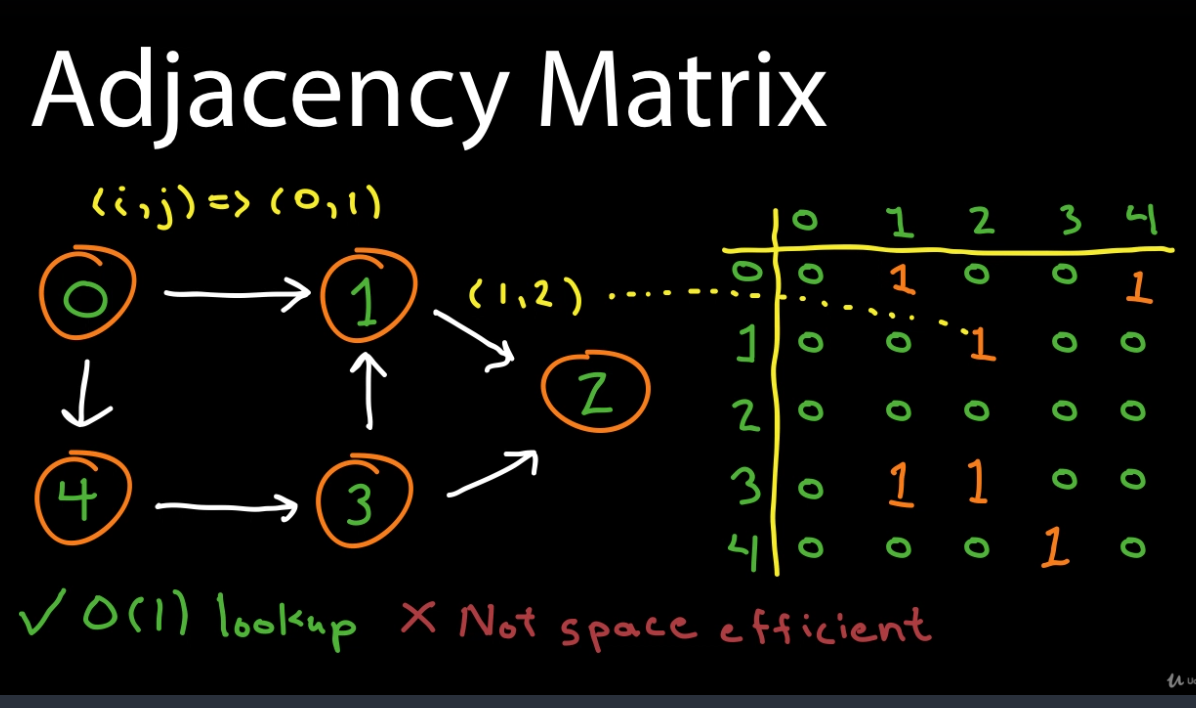 Adjacency Matrix
(i,j) => (0,1)
0 1 2 3 4
0 0 1 0 0 1
0 1 (1,2)
1 0 0 1 0 0
2
2 0 0 0 0 0
4 3
3 0 1 1 0 0
4 0 0 0 1 0
✓ O(1) lookup ✗ Not space efficient